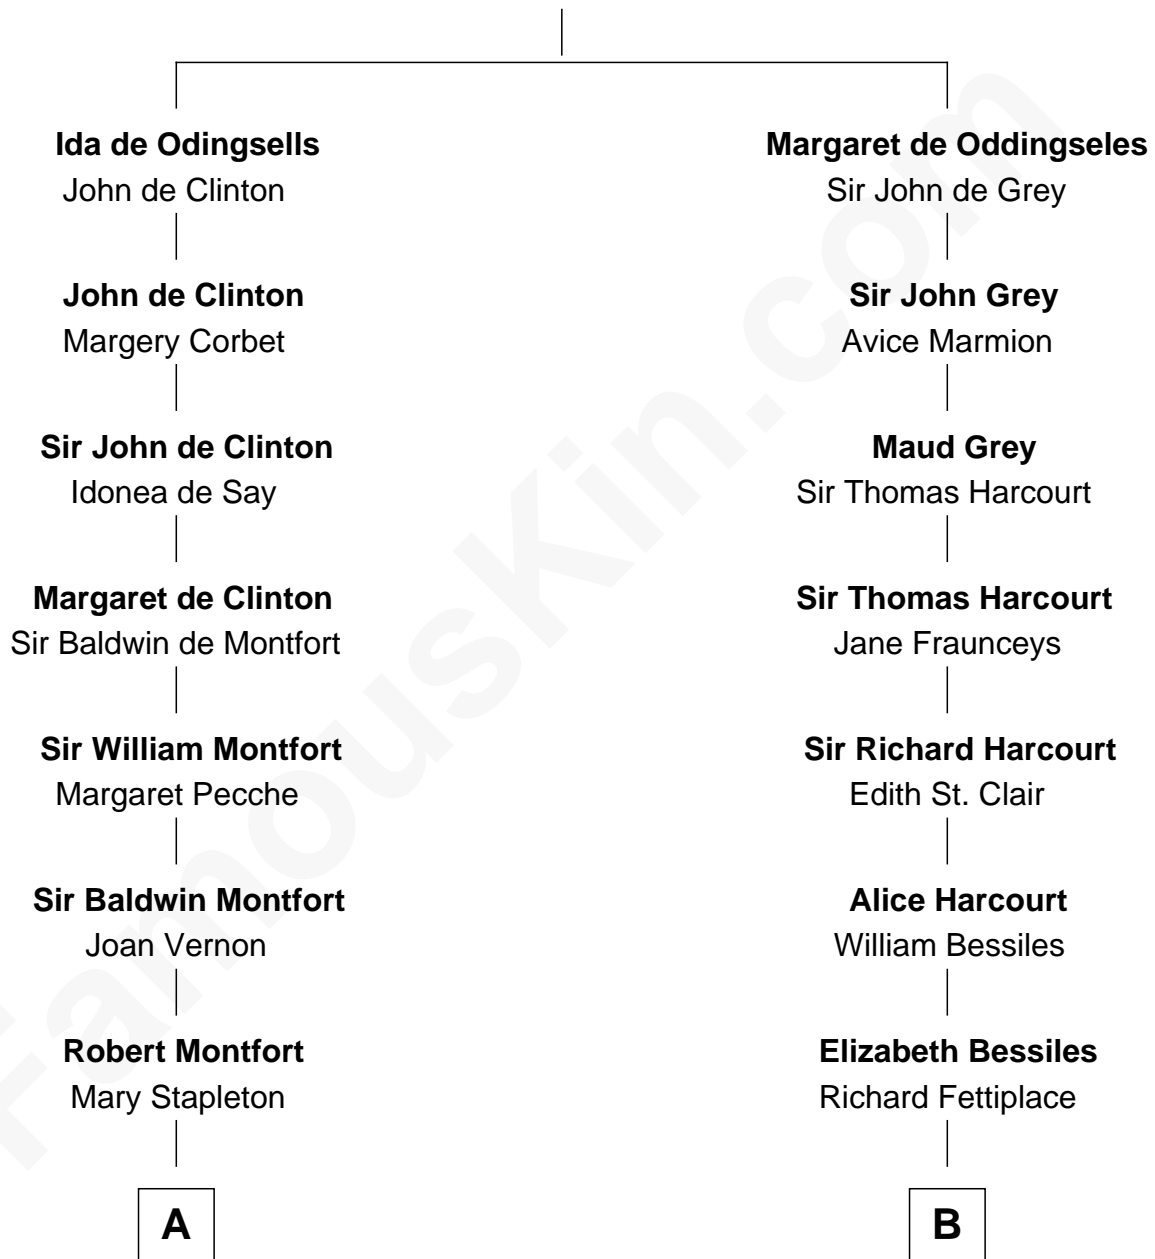 Ida de Odingsells
John de Clinton
Margaret de Oddingseles
Sir John de Grey
John de Clinton
Margery Corbet
Sir John Grey
Avice Marmion
Sir John de Clinton
Idonea de Say
Maud Grey
Sir Thomas Harcourt
Margaret de Clinton
Sir Baldwin de Montfort
Sir Thomas Harcourt
Jane Fraunceys
Sir William Montfort
Margaret Pecche
Sir Richard Harcourt
Edith St. Clair
Sir Baldwin Montfort
Joan Vernon
Alice Harcourt
William Bessiles
Robert Montfort
Mary Stapleton
Elizabeth Bessiles
Richard Fettiplace
A
B
FamousKin.com